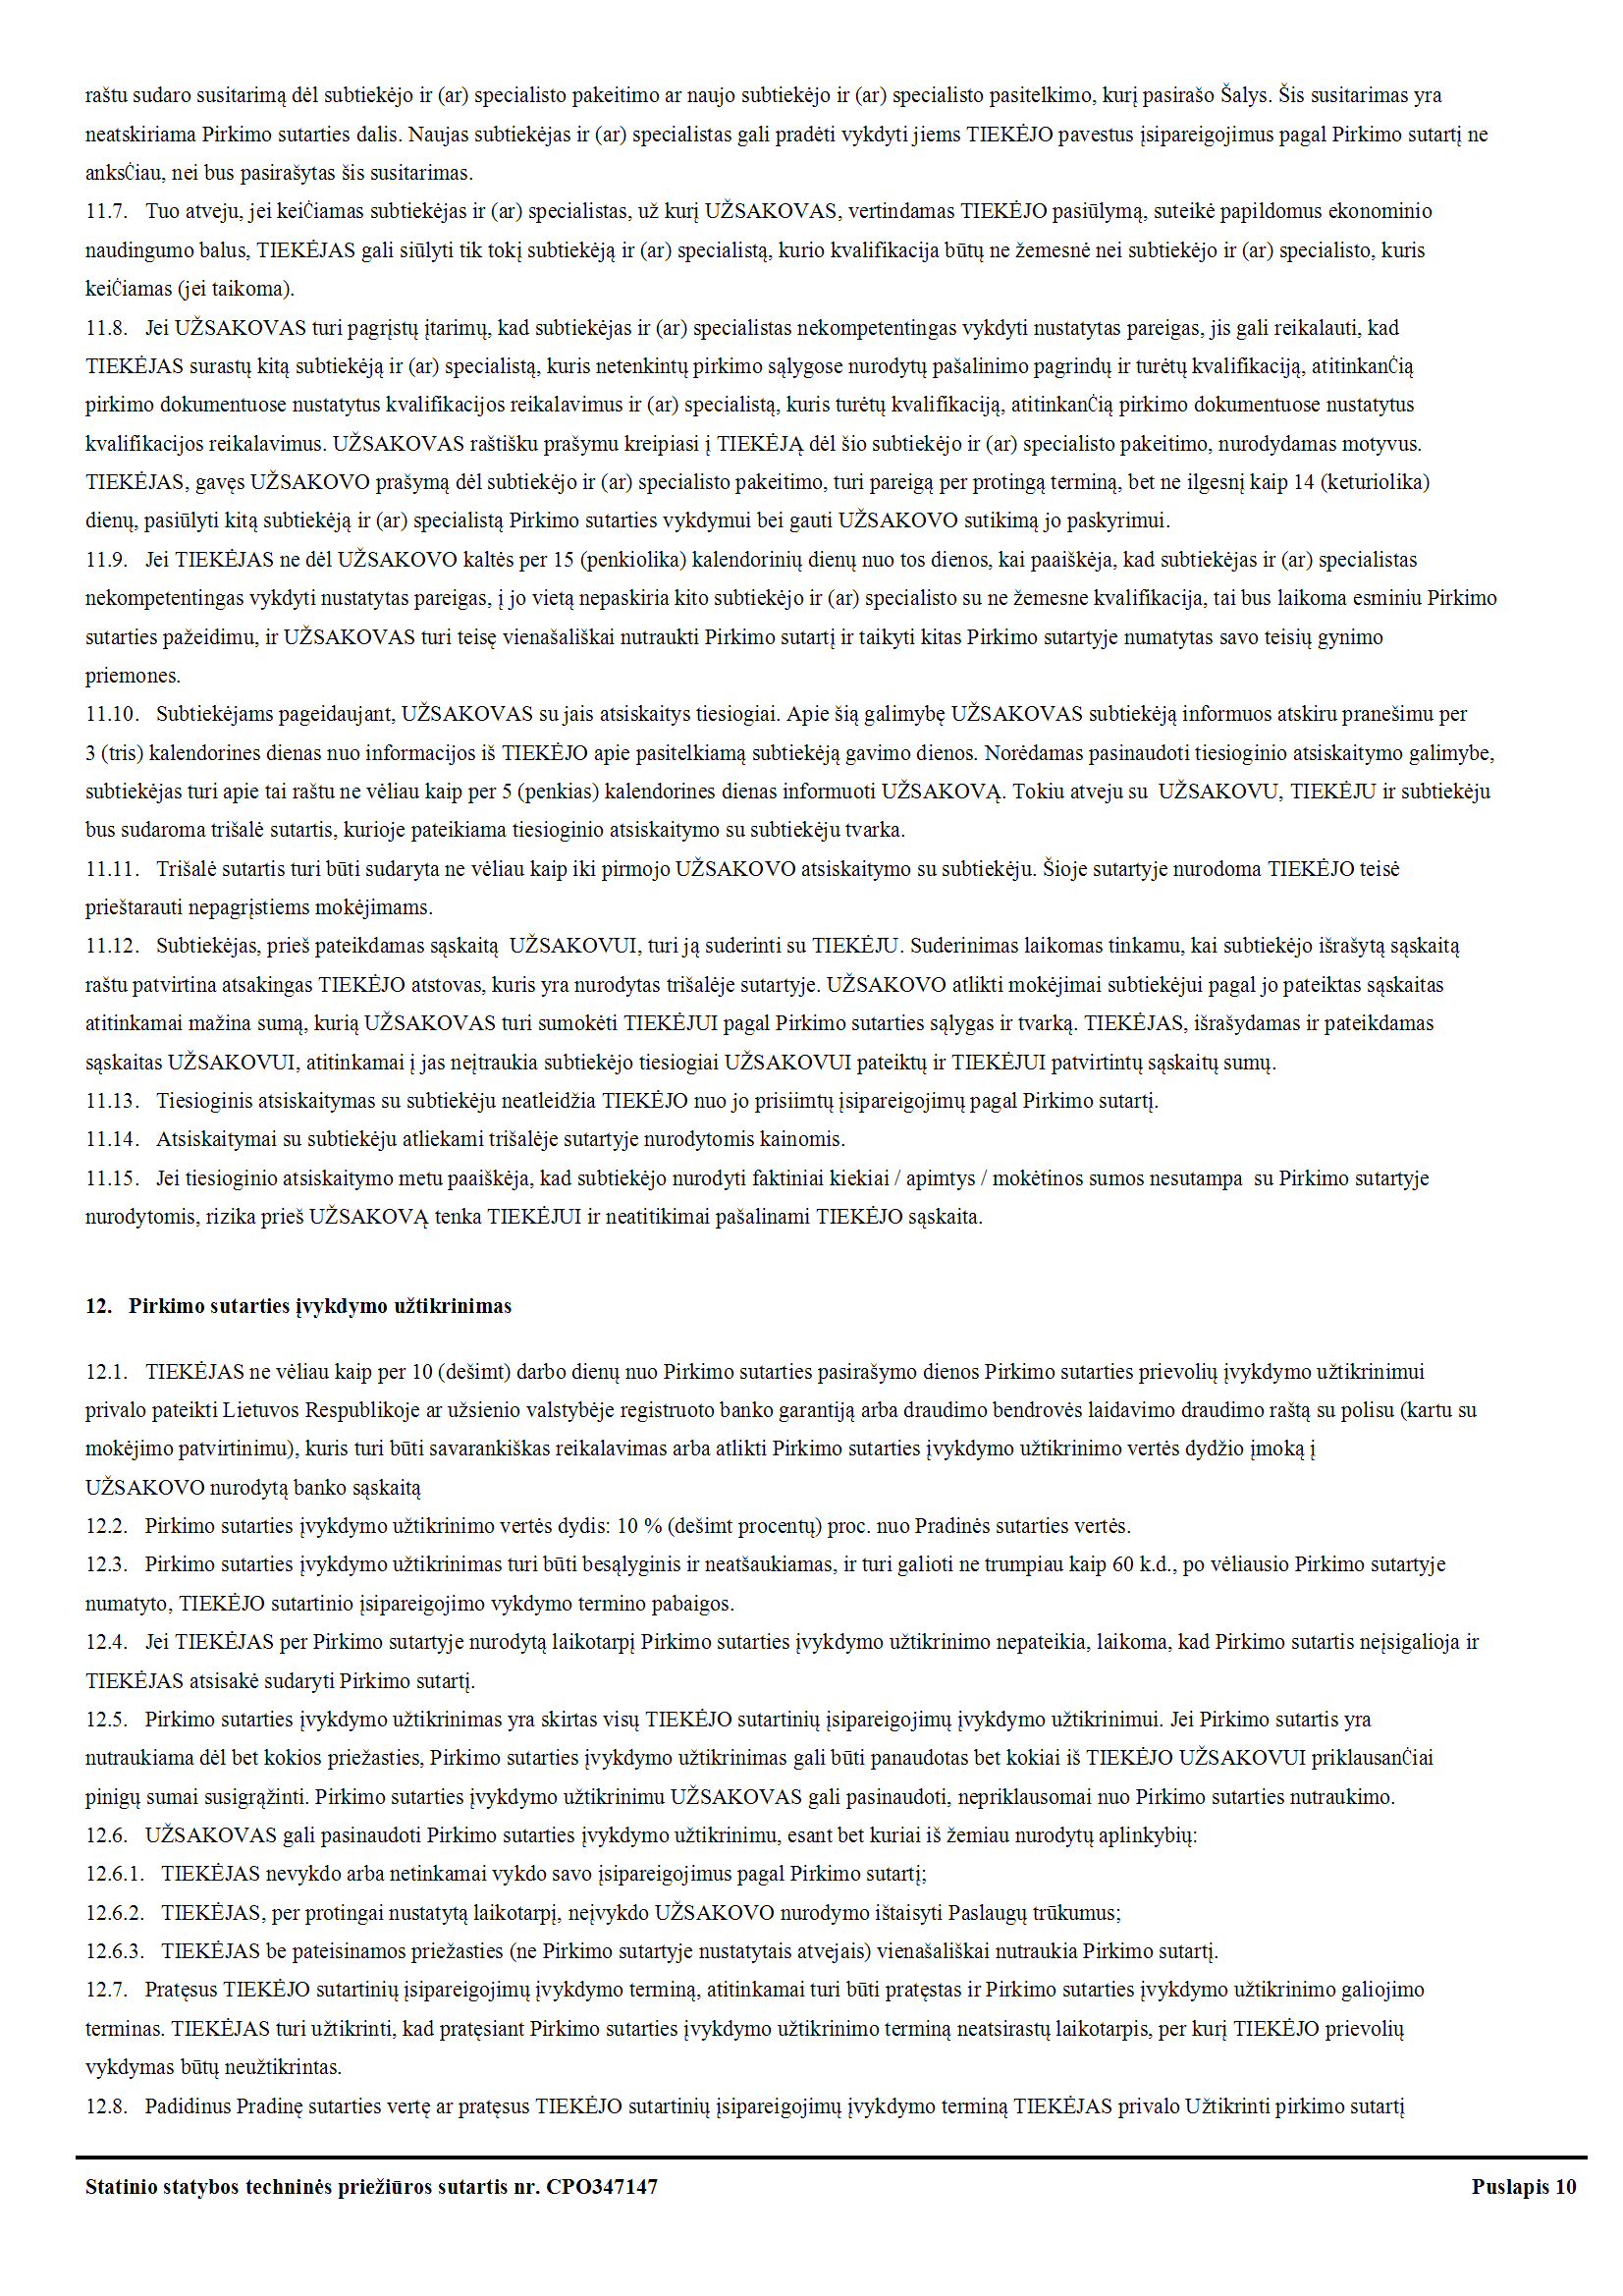 raštu sudaro susitarimą dėl subtiekėjo ir (ar) specialisto pakeitimo ar naujo subtiekėjo ir (ar) specialisto pasitelkimo, kurį pasirašo Šalys. Šis susitarimas yra
neatskiriama Pirkimo sutarties dalis. Naujas subtiekėjas ir (ar) specialistas gali pradėti vykdyti jiems TIEKĖJO pavestus įsipareigojimus pagal Pirkimo sutartį ne
anksĊiau, nei bus pasirašytas šis susitarimas.
11.7. Tuo atveju, jei keiĊiamas subtiekėjas ir (ar) specialistas, už kurį UŽSAKOVAS, vertindamas TIEKĖJO pasiūlymą, suteikė papildomus ekonominio
naudingumo balus, TIEKĖJAS gali siūlyti tik tokį subtiekėją ir (ar) specialistą, kurio kvalifikacija būtų ne žemesnė nei subtiekėjo ir (ar) specialisto, kuris
keiĊiamas (jei taikoma).
11.8. Jei UŽSAKOVAS turi pagrįstų įtarimų, kad subtiekėjas ir (ar) specialistas nekompetentingas vykdyti nustatytas pareigas, jis gali reikalauti, kad
TIEKĖJAS surastų kitą subtiekėją ir (ar) specialistą, kuris netenkintų pirkimo sąlygose nurodytų pašalinimo pagrindų ir turėtų kvalifikaciją, atitinkanĊią
pirkimo dokumentuose nustatytus kvalifikacijos reikalavimus ir (ar) specialistą, kuris turėtų kvalifikaciją, atitinkanĊią pirkimo dokumentuose nustatytus
kvalifikacijos reikalavimus. UŽSAKOVAS raštišku prašymu kreipiasi į TIEKĖJĄ dėl šio subtiekėjo ir (ar) specialisto pakeitimo, nurodydamas motyvus.
TIEKĖJAS, gavęs UŽSAKOVO prašymą dėl subtiekėjo ir (ar) specialisto pakeitimo, turi pareigą per protingą terminą, bet ne ilgesnį kaip 14 (keturiolika)
dienų, pasiūlyti kitą subtiekėją ir (ar) specialistą Pirkimo sutarties vykdymui bei gauti UŽSAKOVO sutikimą jo paskyrimui.
11.9. Jei TIEKĖJAS ne dėl UŽSAKOVO kaltės per 15 (penkiolika) kalendorinių dienų nuo tos dienos, kai paaiškėja, kad subtiekėjas ir (ar) specialistas
nekompetentingas vykdyti nustatytas pareigas, į jo vietą nepaskiria kito subtiekėjo ir (ar) specialisto su ne žemesne kvalifikacija, tai bus laikoma esminiu Pirkimo
sutarties pažeidimu, ir UŽSAKOVAS turi teisę vienašališkai nutraukti Pirkimo sutartį ir taikyti kitas Pirkimo sutartyje numatytas savo teisių gynimo
priemones.
11.10. Subtiekėjams pageidaujant, UŽSAKOVAS su jais atsiskaitys tiesiogiai. Apie šią galimybę UŽSAKOVAS subtiekėją informuos atskiru pranešimu per
3 (tris) kalendorines dienas nuo informacijos iš TIEKĖJO apie pasitelkiamą subtiekėją gavimo dienos. Norėdamas pasinaudoti tiesioginio atsiskaitymo galimybe,
subtiekėjas turi apie tai raštu ne vėliau kaip per 5 (penkias) kalendorines dienas informuoti UŽSAKOVĄ. Tokiu atveju su UŽSAKOVU, TIEKĖJU ir subtiekėju
bus sudaroma trišalė sutartis, kurioje pateikiama tiesioginio atsiskaitymo su subtiekėju tvarka.
11.11. Trišalė sutartis turi būti sudaryta ne vėliau kaip iki pirmojo UŽSAKOVO atsiskaitymo su subtiekėju. Šioje sutartyje nurodoma TIEKĖJO teisė
prieštarauti nepagrįstiems mokėjimams.
11.12. Subtiekėjas, prieš pateikdamas sąskaitą UŽSAKOVUI, turi ją suderinti su TIEKĖJU. Suderinimas laikomas tinkamu, kai subtiekėjo išrašytą sąskaitą
raštu patvirtina atsakingas TIEKĖJO atstovas, kuris yra nurodytas trišalėje sutartyje. UŽSAKOVO atlikti mokėjimai subtiekėjui pagal jo pateiktas sąskaitas
atitinkamai mažina sumą, kurią UŽSAKOVAS turi sumokėti TIEKĖJUI pagal Pirkimo sutarties sąlygas ir tvarką. TIEKĖJAS, išrašydamas ir pateikdamas
sąskaitas UŽSAKOVUI, atitinkamai į jas neįtraukia subtiekėjo tiesiogiai UŽSAKOVUI pateiktų ir TIEKĖJUI patvirtintų sąskaitų sumų.
11.13. Tiesioginis atsiskaitymas su subtiekėju neatleidžia TIEKĖJO nuo jo prisiimtų įsipareigojimų pagal Pirkimo sutartį.
11.14. Atsiskaitymai su subtiekėju atliekami trišalėje sutartyje nurodytomis kainomis.
11.15. Jei tiesioginio atsiskaitymo metu paaiškėja, kad subtiekėjo nurodyti faktiniai kiekiai / apimtys / mokėtinos sumos nesutampa su Pirkimo sutartyje
nurodytomis, rizika prieš UŽSAKOVĄ tenka TIEKĖJUI ir neatitikimai pašalinami TIEKĖJO sąskaita.
12. Pirkimo sutarties įvykdymo užtikrinimas
12.1. TIEKĖJAS ne vėliau kaip per 10 (dešimt) darbo dienų nuo Pirkimo sutarties pasirašymo dienos Pirkimo sutarties prievolių įvykdymo užtikrinimui
privalo pateikti Lietuvos Respublikoje ar užsienio valstybėje registruoto banko garantiją arba draudimo bendrovės laidavimo draudimo raštą su polisu (kartu su
mokėjimo patvirtinimu), kuris turi būti savarankiškas reikalavimas arba atlikti Pirkimo sutarties įvykdymo užtikrinimo vertės dydžio įmoką į
UŽSAKOVO nurodytą banko sąskaitą
12.2. Pirkimo sutarties įvykdymo užtikrinimo vertės dydis: 10 % (dešimt procentų) proc. nuo Pradinės sutarties vertės.
12.3. Pirkimo sutarties įvykdymo užtikrinimas turi būti besąlyginis ir neatšaukiamas, ir turi galioti ne trumpiau kaip 60 k.d., po vėliausio Pirkimo sutartyje
numatyto, TIEKĖJO sutartinio įsipareigojimo vykdymo termino pabaigos.
12.4. Jei TIEKĖJAS per Pirkimo sutartyje nurodytą laikotarpį Pirkimo sutarties įvykdymo užtikrinimo nepateikia, laikoma, kad Pirkimo sutartis neįsigalioja ir
TIEKĖJAS atsisakė sudaryti Pirkimo sutartį.
12.5. Pirkimo sutarties įvykdymo užtikrinimas yra skirtas visų TIEKĖJO sutartinių įsipareigojimų įvykdymo užtikrinimui. Jei Pirkimo sutartis yra
nutraukiama dėl bet kokios priežasties, Pirkimo sutarties įvykdymo užtikrinimas gali būti panaudotas bet kokiai iš TIEKĖJO UŽSAKOVUI priklausanĊiai
pinigų sumai susigrąžinti. Pirkimo sutarties įvykdymo užtikrinimu UŽSAKOVAS gali pasinaudoti, nepriklausomai nuo Pirkimo sutarties nutraukimo.
12.6. UŽSAKOVAS gali pasinaudoti Pirkimo sutarties įvykdymo užtikrinimu, esant bet kuriai iš žemiau nurodytų aplinkybių:
12.6.1. TIEKĖJAS nevykdo arba netinkamai vykdo savo įsipareigojimus pagal Pirkimo sutartį;
12.6.2. TIEKĖJAS, per protingai nustatytą laikotarpį, neįvykdo UŽSAKOVO nurodymo ištaisyti Paslaugų trūkumus;
12.6.3. TIEKĖJAS be pateisinamos priežasties (ne Pirkimo sutartyje nustatytais atvejais) vienašališkai nutraukia Pirkimo sutartį.
12.7. Pratęsus TIEKĖJO sutartinių įsipareigojimų įvykdymo terminą, atitinkamai turi būti pratęstas ir Pirkimo sutarties įvykdymo užtikrinimo galiojimo
terminas. TIEKĖJAS turi užtikrinti, kad pratęsiant Pirkimo sutarties įvykdymo užtikrinimo terminą neatsirastų laikotarpis, per kurį TIEKĖJO prievolių
vykdymas būtų neužtikrintas.
12.8. Padidinus Pradinę sutarties vertę ar pratęsus TIEKĖJO sutartinių įsipareigojimų įvykdymo terminą TIEKĖJAS privalo Užtikrinti pirkimo sutartį
Statinio statybos techninės priežiūros sutartis nr. CPO347147
Puslapis 10